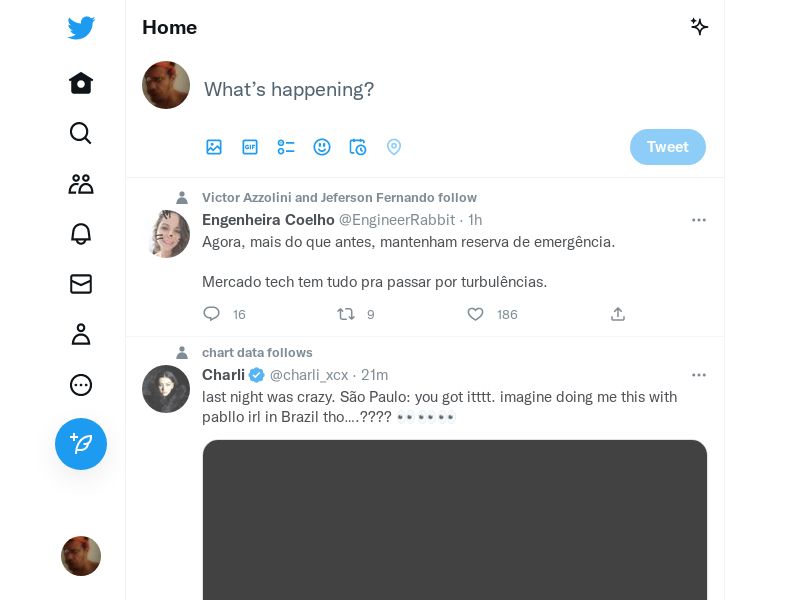 Home
What's happening?
GIF
Tweet
Victor Azzolini and Jeferson Fernando follow
Engenheira Coelho @EngineerRabbit · 1h
Agora, mais do que antes, mantenham reserva de emergência.
Mercado tech tem tudo pra passar por turbulências.
16 9 186
chart data follows
Charli @charli_xcx · 21m
last night was crazy. São Paulo: you got itttt. imagine doing me this with
pabllo irl in Brazil tho....???? 👀👀👀